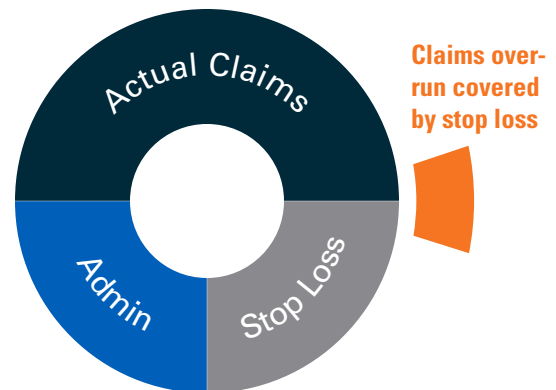 Actual Claims
Claims over-
run covered
by stop loss
Admin
Stop Loss